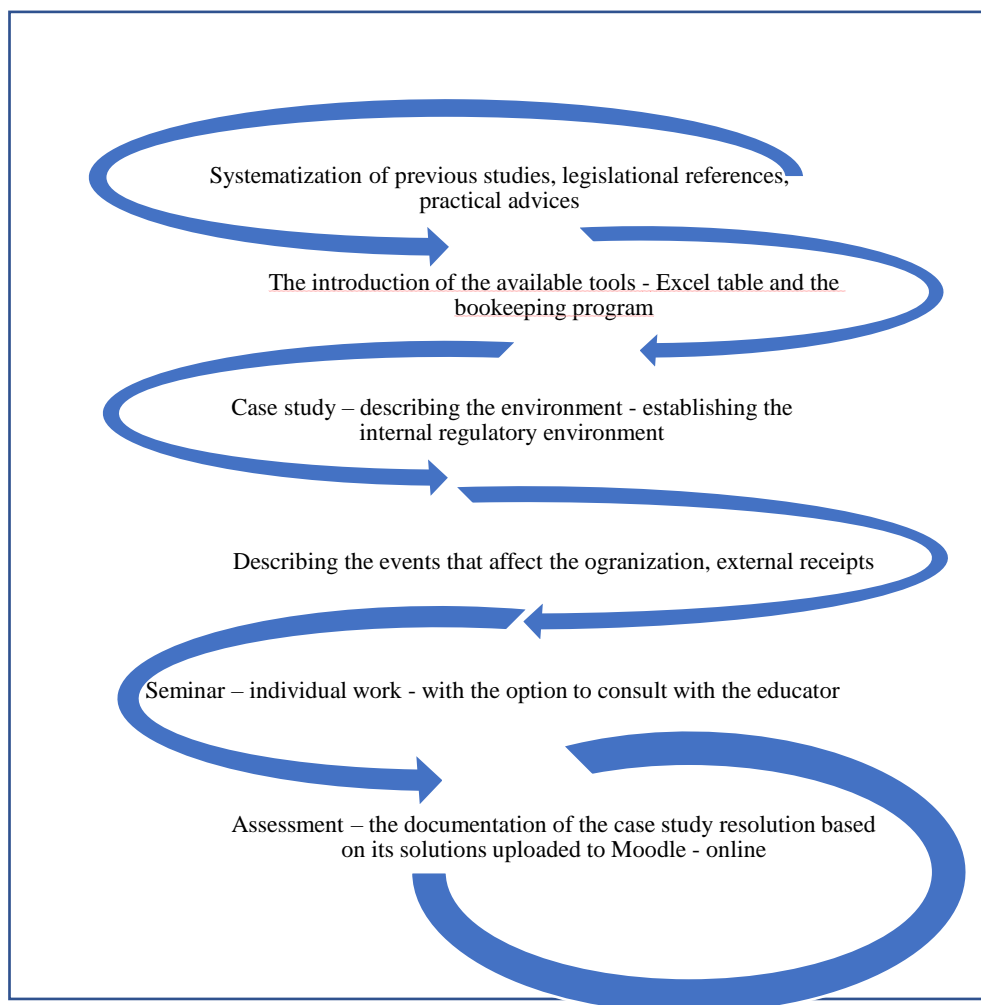 Systematization of previous studies, legislational references,
practical advices
The introduction of the available tools - Excel table and the
bookeeping program
Case study – describing the environment - establishing the
internal regulatory environment
Describing the events that affect the ogranization, external receipts
Seminar – individual work - with the option to consult with the educator
Assessment – the documentation of the case study resolution based
on its solutions uploaded to Moodle - online